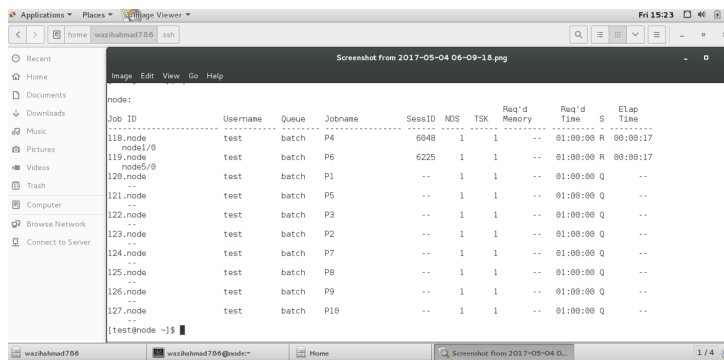 Applications Places Image Viewer Fri 15:23
home wazihahmad786 .ssh
Recent
Home
Documents
Downloads
Music
Pictures
Videos
Trash
Computer
Browse Network
Connect to Server
Screenshot from 2017-05-04 06-09-18.png
Image Edit View Go Help
node:
Req'd Req'd Elap
Job ID Username Queue Jobname SessID NDS TSK Memory Time S Time
----------------------- ----------- -------- ---------------- ------ ----- ------ ------ --------- - ---------
118.node test batch P4 6048 1 1 -- 01:00:00 R 00:00:17
node1/0
119.node test batch P6 6225 1 1 -- 01:00:00 R 00:00:17
node5/0
120.node test batch P1 -- 1 1 -- 01:00:00 Q --
--
121.node test batch P5 -- 1 1 -- 01:00:00 Q --
--
122.node test batch P3 -- 1 1 -- 01:00:00 Q --
--
123.node test batch P2 -- 1 1 -- 01:00:00 Q --
--
124.node test batch P7 -- 1 1 -- 01:00:00 Q --
--
125.node test batch P8 -- 1 1 -- 01:00:00 Q --
--
126.node test batch P9 -- 1 1 -- 01:00:00 Q --
--
127.node test batch P10 -- 1 1 -- 01:00:00 Q --
--
[test@node ~]$
wazihahmad786 wazihahmad786@node:~ Home Screenshot from 2017-05-04 0... 1 / 4